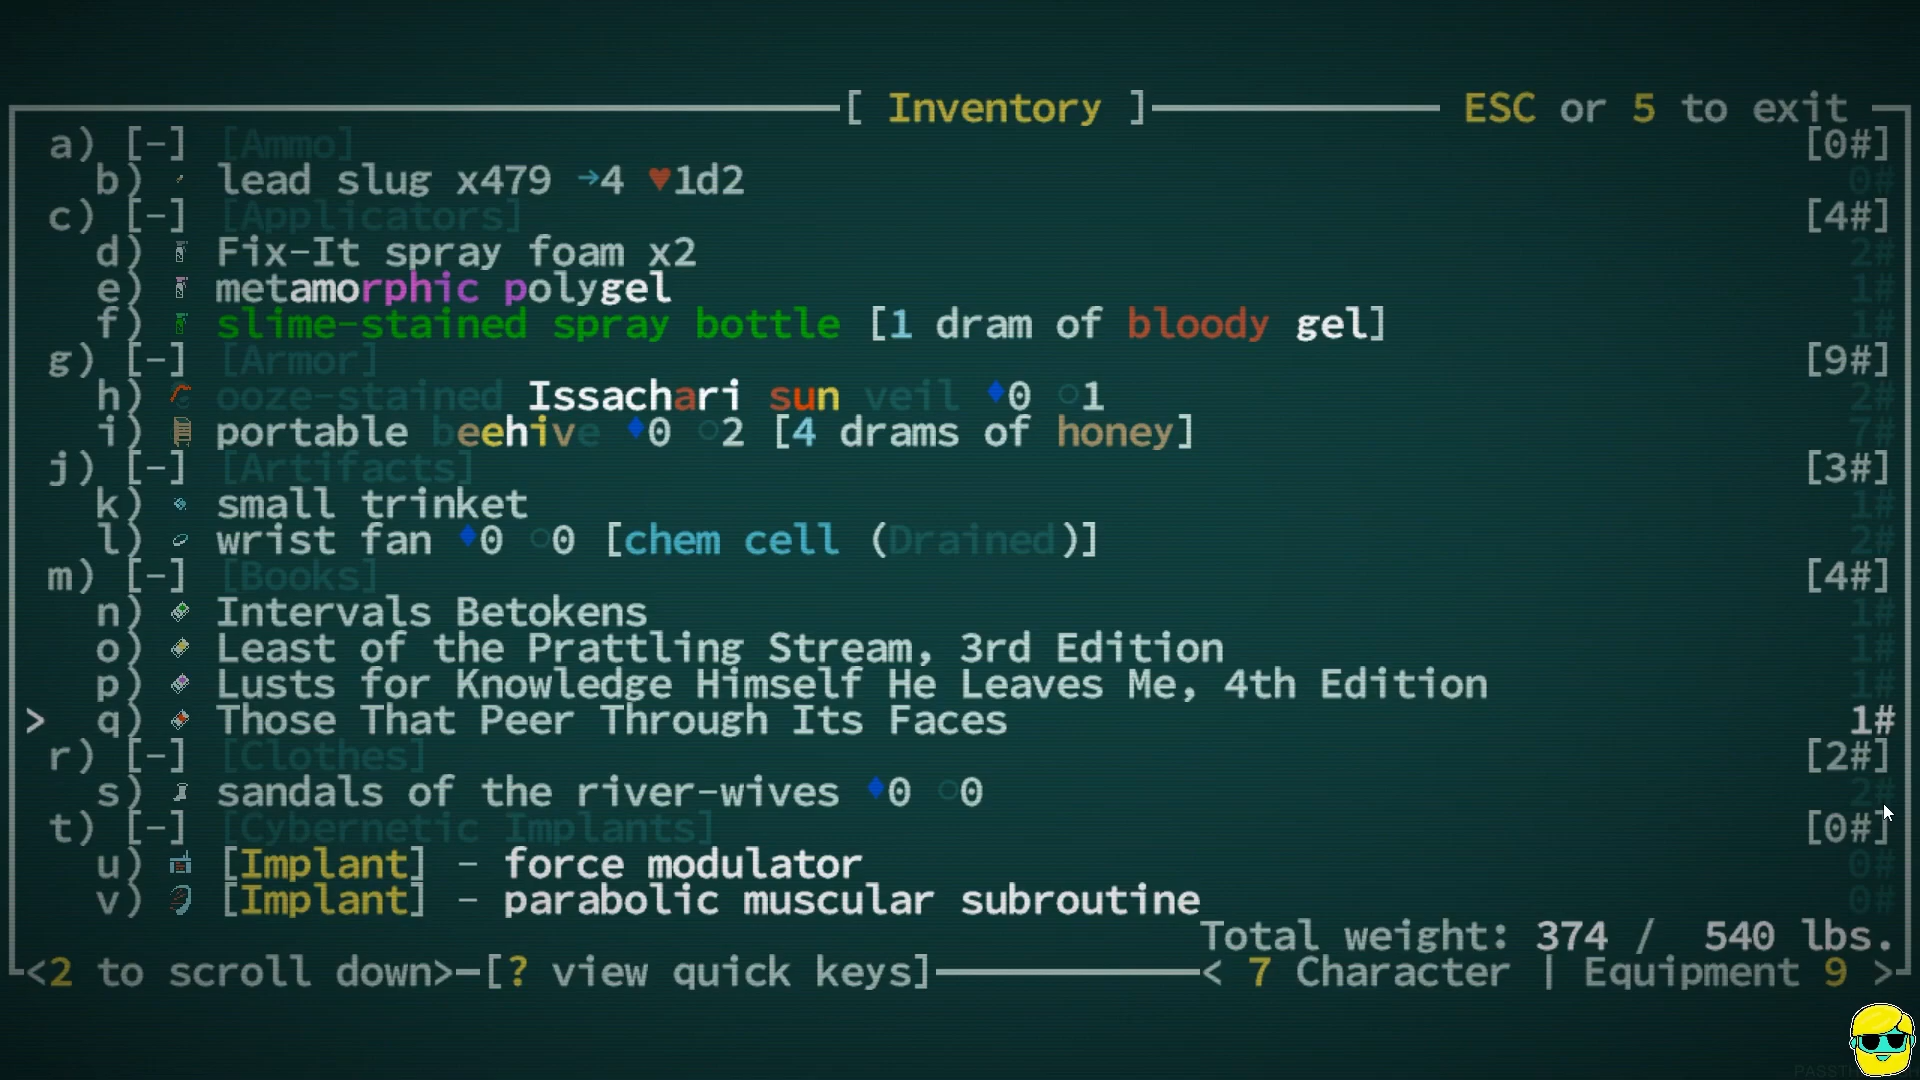 [ Inventory ] ESC or 5 to exit
a) [-] [Ammo] [0#]
b) lead slug x479 →4 ♥1d2 0#
c) [-] [Applicators] [4#]
d) Fix-It spray foam x2 2#
e) metamorphic polygel 1#
f) slime-stained spray bottle [1 dram of bloody gel] 1#
g) [-] [Armor] [9#]
h) ooze-stained Issachari sun veil ♦0 ○1 2#
i) portable beehive ♦0 ○2 [4 drams of honey] 7#
j) [-] [Artifacts] [3#]
k) small trinket 1#
l) wrist fan ♦0 ○0 [chem cell (Drained)] 2#
m) [-] [Books] [4#]
n) Intervals Betokens 1#
o) Least of the Prattling Stream, 3rd Edition 1#
p) Lusts for Knowledge Himself He Leaves Me, 4th Edition 1#
> q) Those That Peer Through Its Faces 1#
r) [-] [Clothes] [2#]
s) sandals of the river-wives ♦0 ○0 2#
t) [-] [Cybernetic Implants] [0#]
u) [Implant] - force modulator 0#
v) [Implant] - parabolic muscular subroutine 0#
Total weight: 374 / 540 lbs.
<2 to scroll down> [? view quick keys] < 7 Character | Equipment 9 >